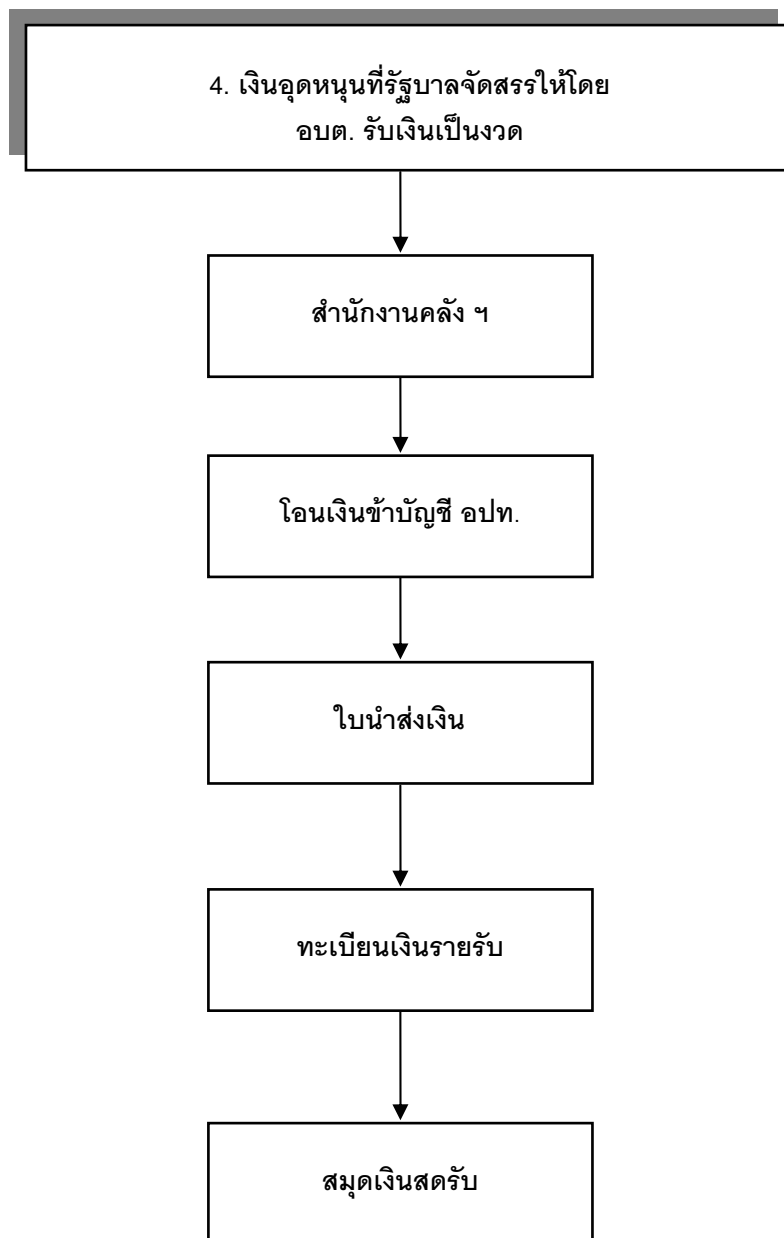 4. เงินอุดหนุนที่รัฐบาลจัดสรรให้โดย
อบต. รับเงินเป็นงวด
สำนักงานคลัง ฯ
โอนเงินข้าบัญชี อปท.
ใบนำส่งเงิน
ทะเบียนเงินรายรับ
สมุดเงินสดรับ